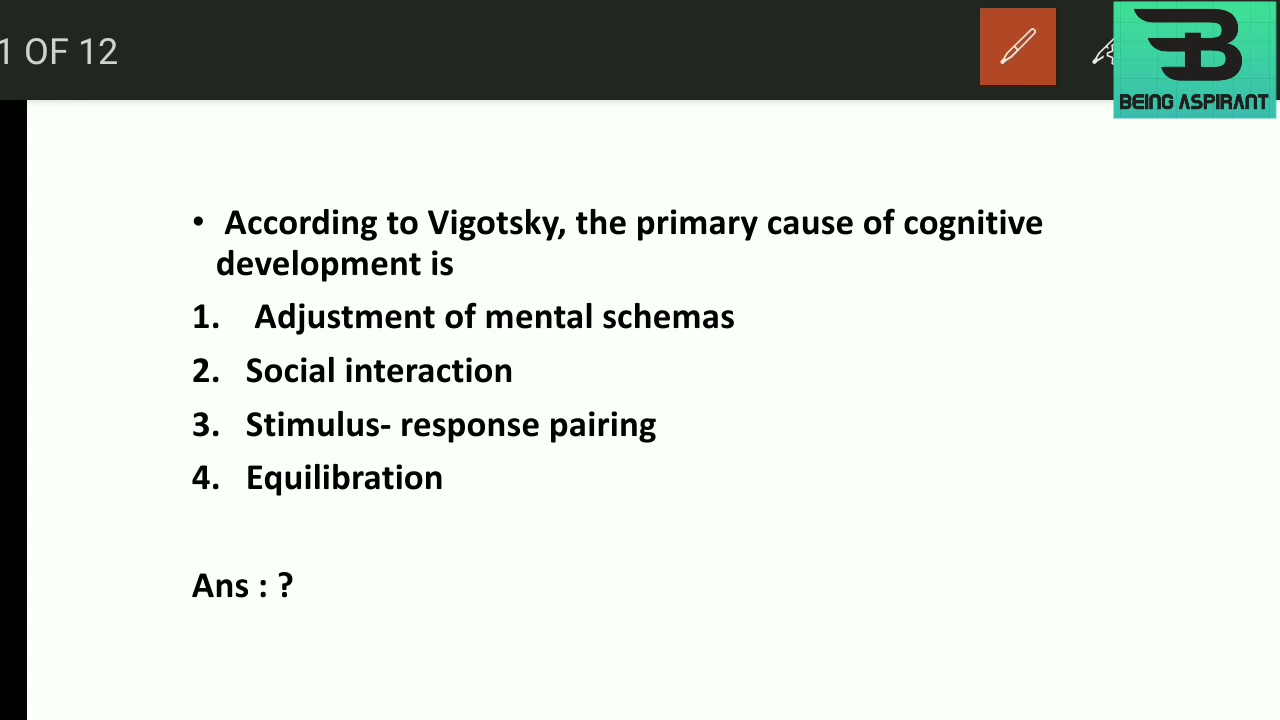 1 OF 12
BEING ASPIRANT
• According to Vigotsky, the primary cause of cognitive
development is
1. Adjustment of mental schemas
2. Social interaction
3. Stimulus- response pairing
4. Equilibration
Ans : ?